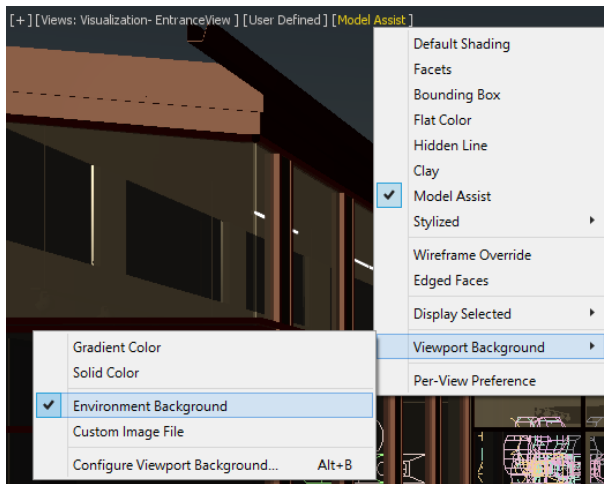 [+] [Views: Visualization- EntranceView ] [User Defined ] [Model Assist ]
Default Shading
Facets
Bounding Box
Flat Color
Hidden Line
Clay
Model Assist
Stylized
Wireframe Override
Edged Faces
Display Selected
Viewport Background
Per-View Preference
Gradient Color
Solid Color
Environment Background
Custom Image File
Configure Viewport Background... Alt+B